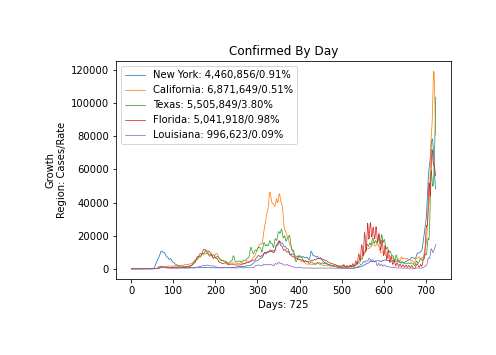 Confirmed By Day
120000
100000
80000
60000
40000
20000
0
Growth
Region: Cases/Rate
New York: 4,460,856/0.91%
California: 6,871,649/0.51%
Texas: 5,505,849/3.80%
Florida: 5,041,918/0.98%
Louisiana: 996,623/0.09%
0 100 200 300 400 500 600 700
Days: 725